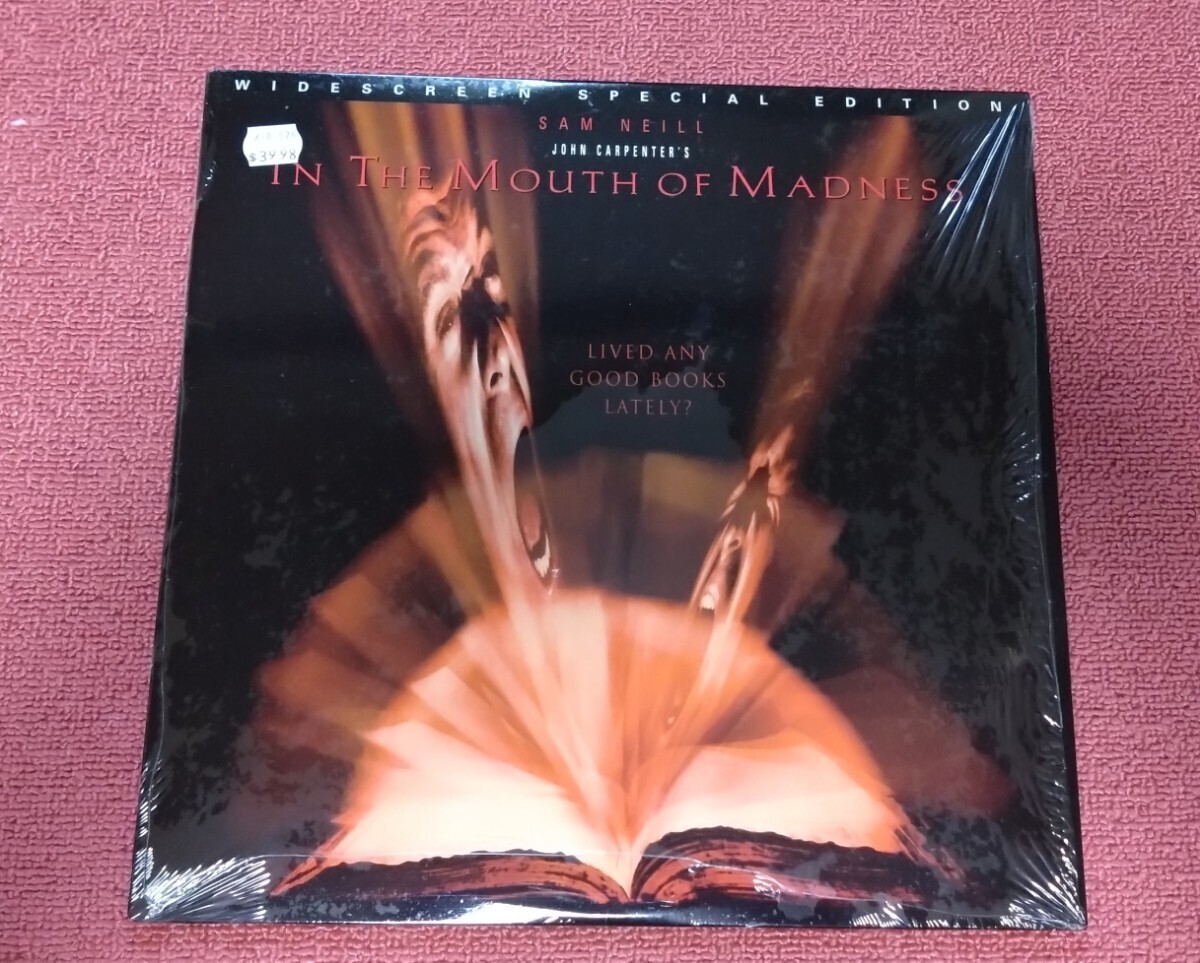 WIDESCREEN SPECIAL EDITION
SAM NEILL
JOHN CARPENTER'S
IN THE MOUTH OF MADNESS
$39.98
LIVED ANY
GOOD BOOKS
LATELY?